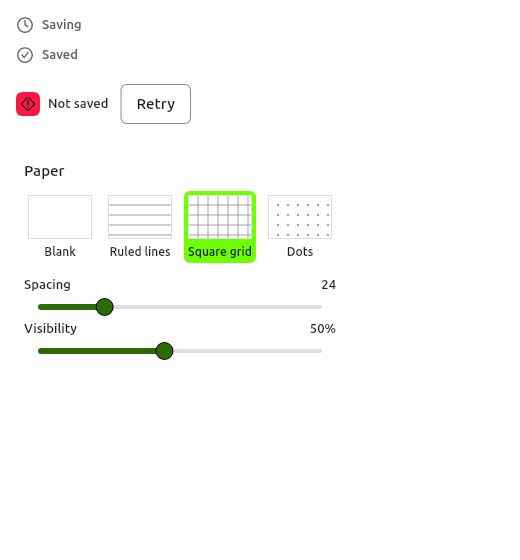 Saving
Saved
Not saved Retry
Paper
Blank Ruled lines Square grid Dots
Spacing 24
Visibility 50%